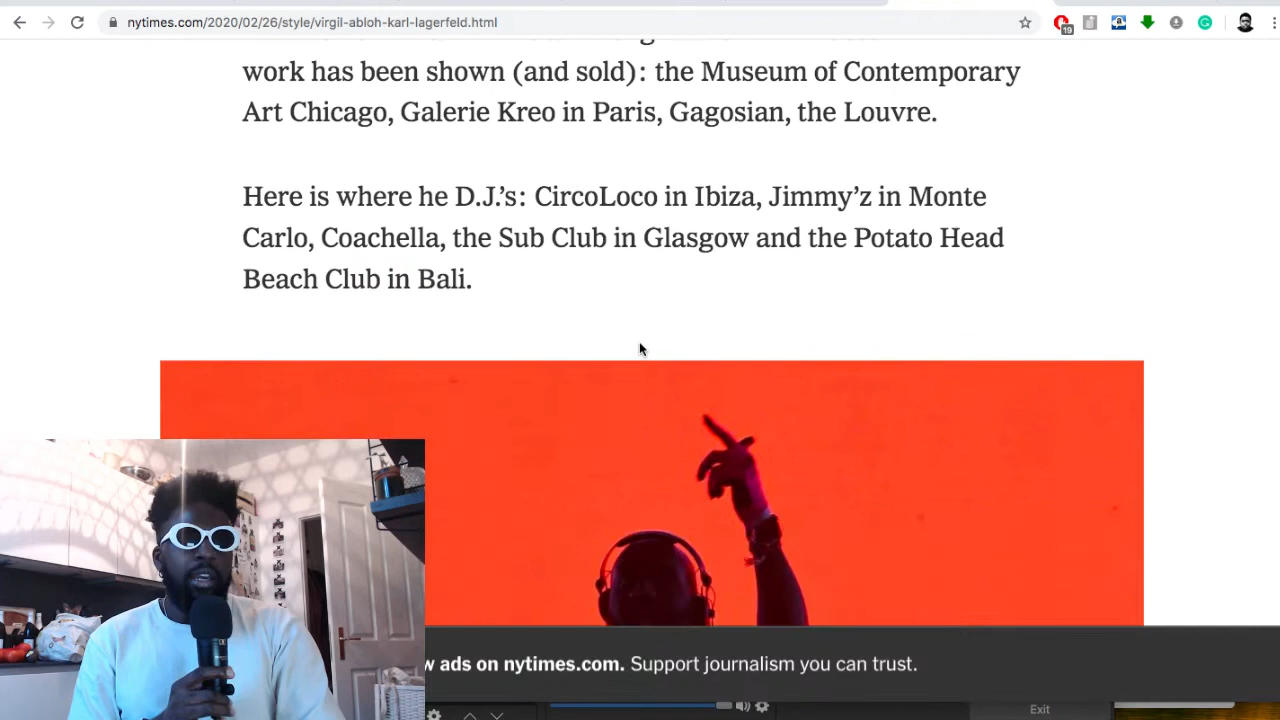 nytimes.com/2020/02/26/style/virgil-abloh-karl-lagerfeld.html
19
work has been shown (and sold): the Museum of Contemporary
Art Chicago, Galerie Kreo in Paris, Gagosian, the Louvre.
Here is where he D.J.’s: CircoLoco in Ibiza, Jimmy’z in Monte
Carlo, Coachella, the Sub Club in Glasgow and the Potato Head
Beach Club in Bali.
ads on nytimes.com. Support journalism you can trust.
Exit